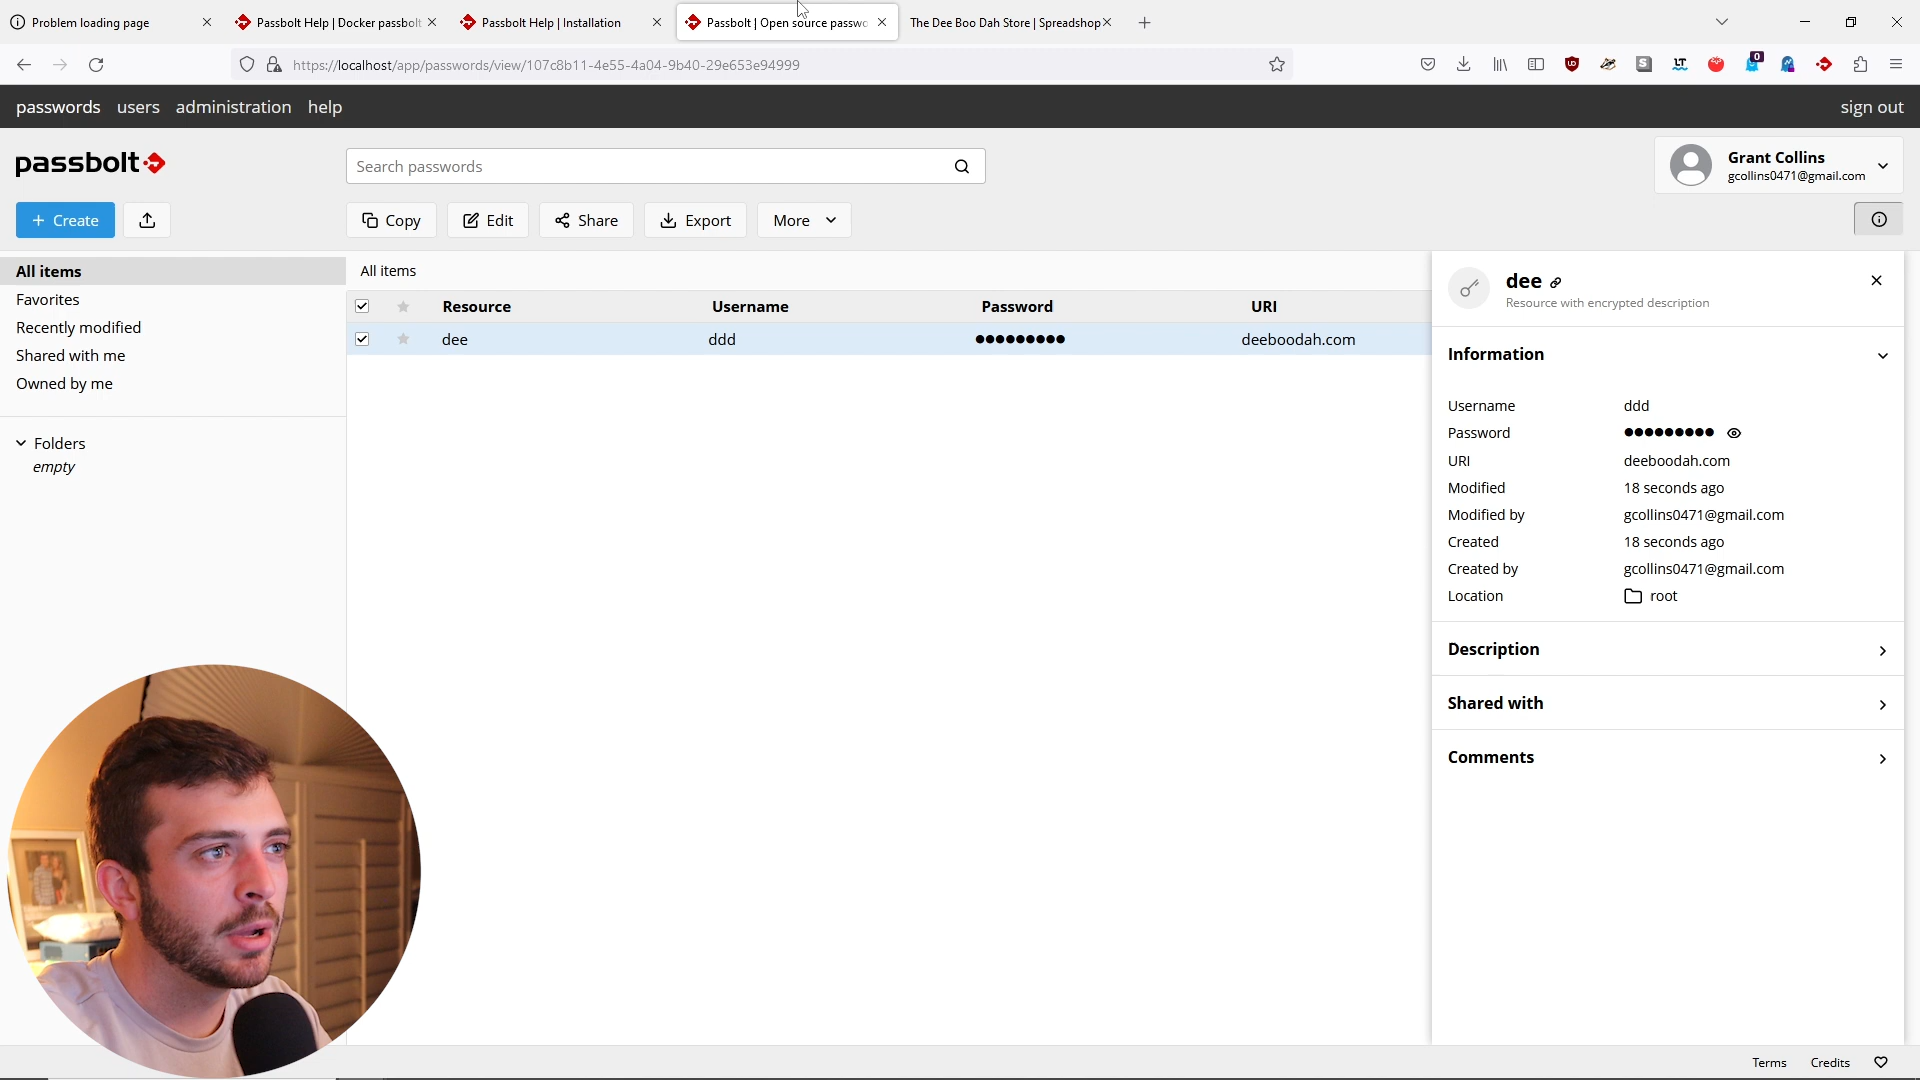 Problem loading page
Passbolt Help | Docker passbolt
Passbolt Help | Installation
Passbolt | Open source passwo
The Dee Boo Dah Store | Spreadshop
https://localhost/app/passwords/view/107c8b11-4e55-4a04-9b40-29e653e94999
0
passwords users administration help
sign out
passbolt
Search passwords
Grant Collins
gcollins0471@gmail.com
Create
Copy
Edit
Share
Export
More
All items
Favorites
Recently modified
Shared with me
Owned by me
Folders
empty
All items
Resource Username Password URI
dee ddd ●●●●●●●●● deeboodah.com
dee
Resource with encrypted description
Information
Username ddd
Password ●●●●●●●●●
URI deeboodah.com
Modified 18 seconds ago
Modified by gcollins0471@gmail.com
Created 18 seconds ago
Created by gcollins0471@gmail.com
Location root
Description
Shared with
Comments
Terms Credits